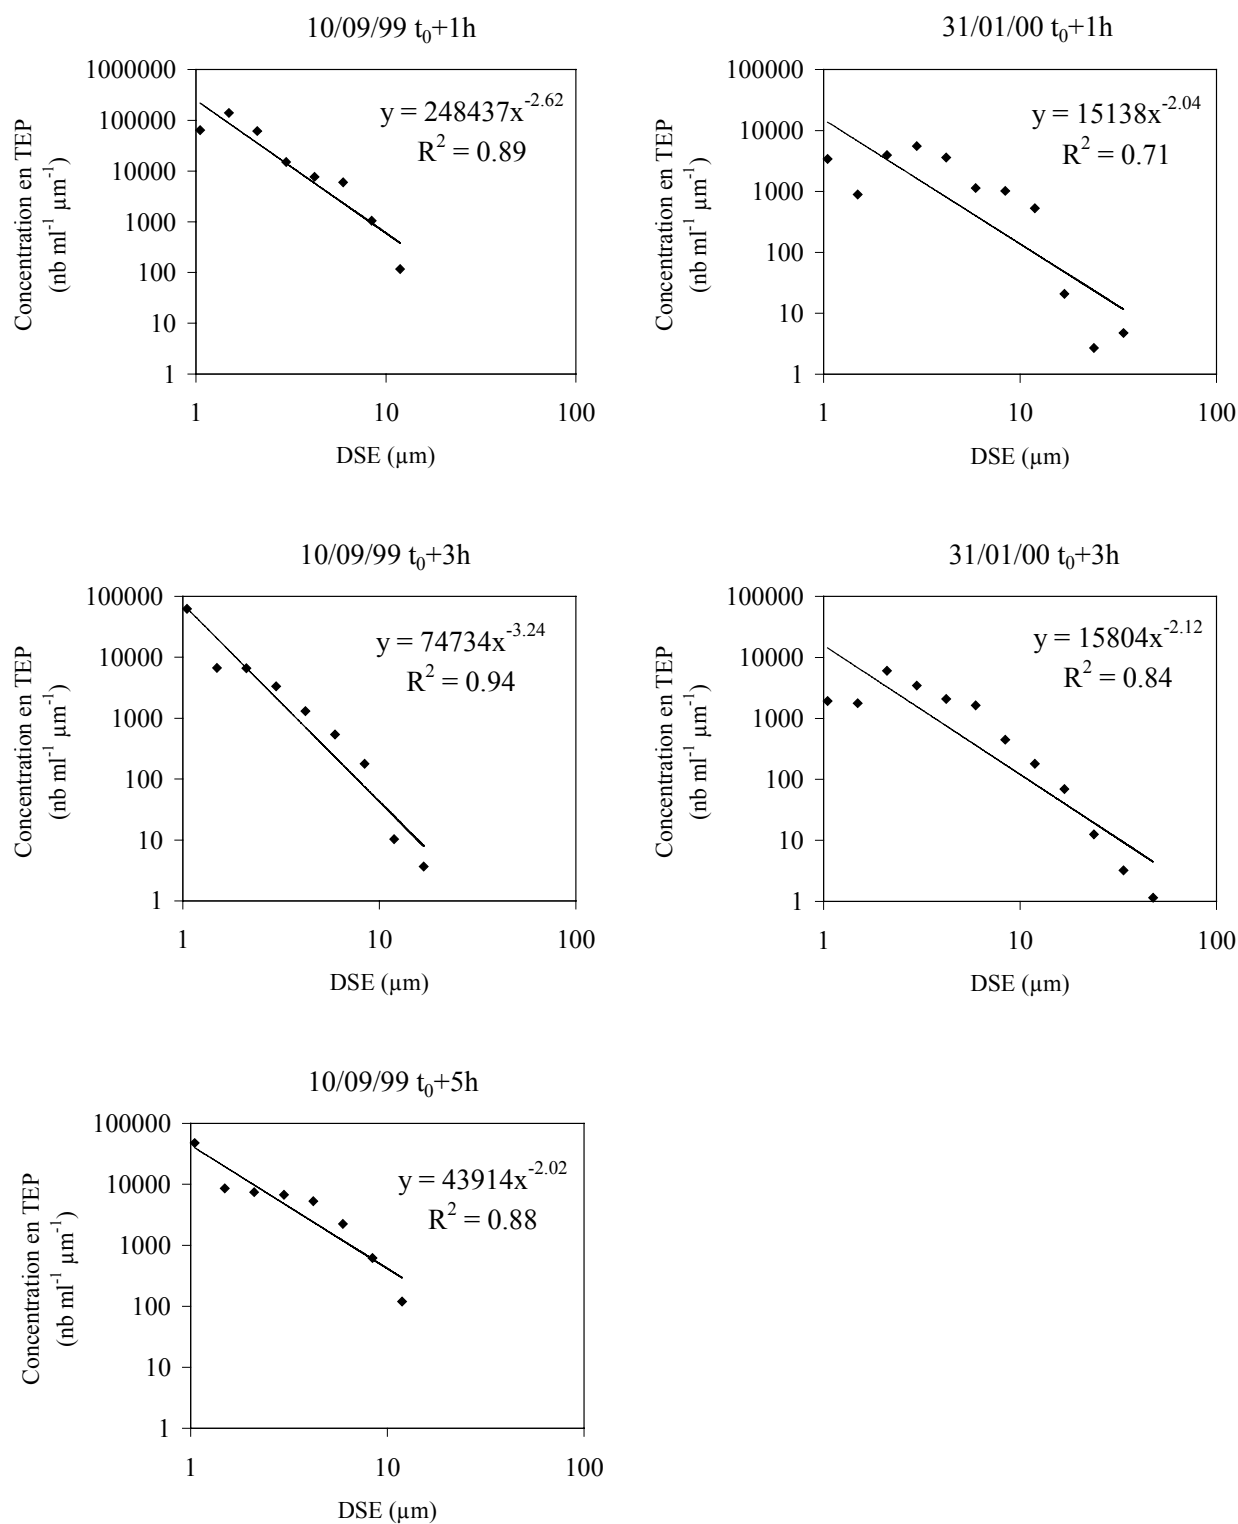 10/09/99 t₀+1h
1000000
100000
10000
1000
100
10
1
1
10
100
Concentration en TEP
(nb ml⁻¹ µm⁻¹)
DSE (µm)
y = 248437x⁻²·⁶²
R² = 0.89
31/01/00 t₀+1h
100000
10000
1000
100
10
1
1
10
100
Concentration en TEP
(nb ml⁻¹ µm⁻¹)
DSE (µm)
y = 15138x⁻²·⁰⁴
R² = 0.71
10/09/99 t₀+3h
100000
10000
1000
100
10
1
1
10
100
Concentration en TEP
(nb ml⁻¹ µm⁻¹)
DSE (µm)
y = 74734x⁻³·²⁴
R² = 0.94
31/01/00 t₀+3h
100000
10000
1000
100
10
1
1
10
100
Concentration en TEP
(nb ml⁻¹ µm⁻¹)
DSE (µm)
y = 15804x⁻²·¹²
R² = 0.84
10/09/99 t₀+5h
100000
10000
1000
100
10
1
1
10
100
Concentration en TEP
(nb ml⁻¹ µm⁻¹)
DSE (µm)
y = 43914x⁻²·⁰²
R² = 0.88